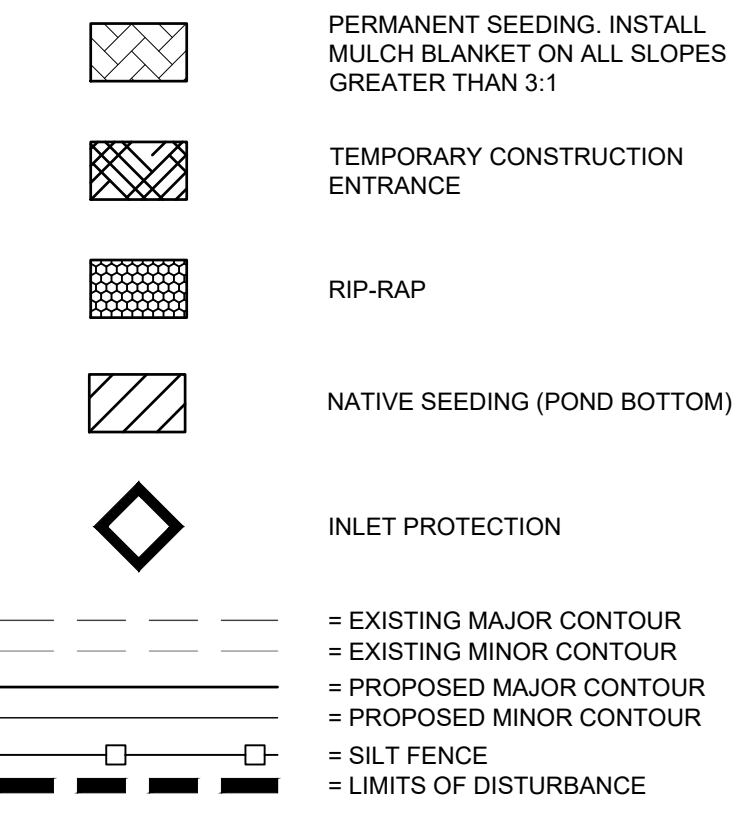 PERMANENT SEEDING. INSTALL
MULCH BLANKET ON ALL SLOPES
GREATER THAN 3:1
TEMPORARY CONSTRUCTION
ENTRANCE
RIP-RAP
NATIVE SEEDING (POND BOTTOM)
INLET PROTECTION
= EXISTING MAJOR CONTOUR
= EXISTING MINOR CONTOUR
= PROPOSED MAJOR CONTOUR
= PROPOSED MINOR CONTOUR
= SILT FENCE
= LIMITS OF DISTURBANCE